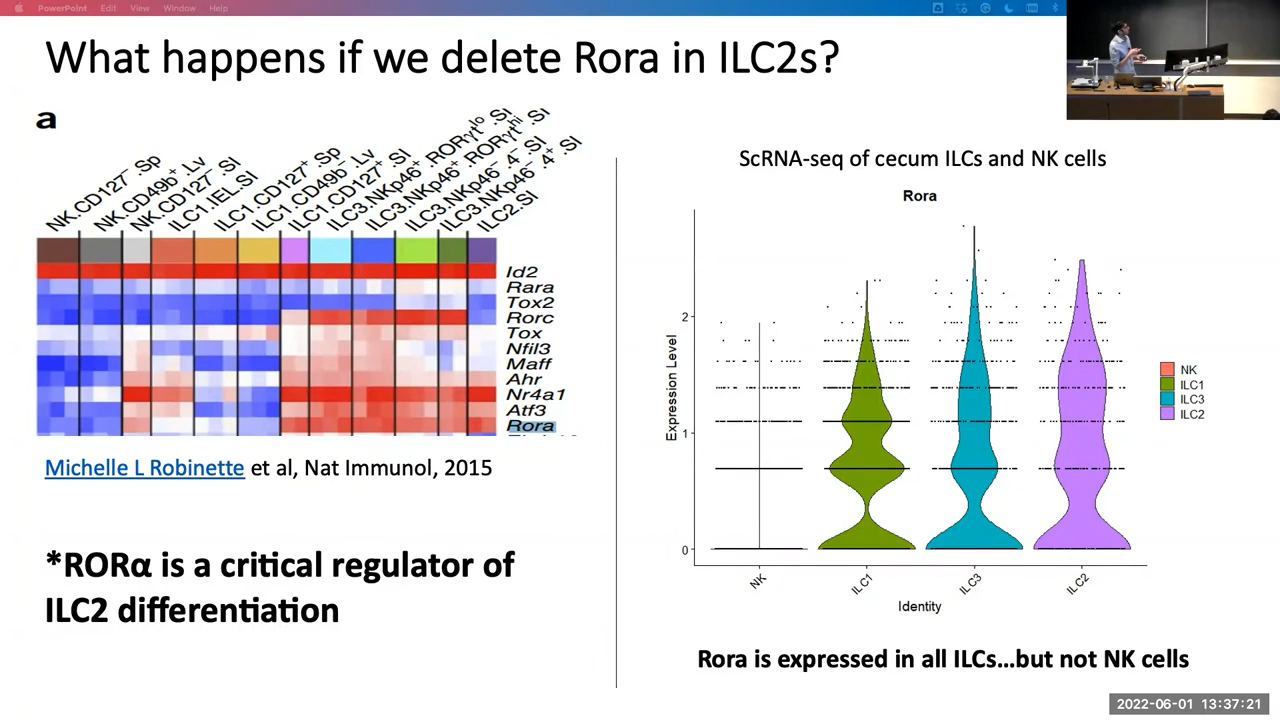 PowerPoint Edit View Window Help
What happens if we delete Rora in ILC2s?
a
NK.CD127⁻.Sp
NK.CD49b⁺.Lv
NK.CD127⁻.SI
ILC1.IEL.SI
ILC1.CD127⁺.Sp
ILC1.CD49b⁻.Lv
ILC1.CD127⁺.SI
ILC3.NKp46⁺.RORγtˡᵒ.SI
ILC3.NKp46⁺.RORγtʰⁱ.SI
ILC3.NKp46⁻.4⁻.SI
ILC3.NKp46⁻.4⁺.SI
ILC2.SI
Id2
Rara
Tox2
Rorc
Tox
Nfil3
Maff
Ahr
Nr4a1
Atf3
Rora
Michelle L Robinette et al, Nat Immunol, 2015
*RORα is a critical regulator of
ILC2 differentiation
ScRNA-seq of cecum ILCs and NK cells
Rora
Expression Level
2
1
0
NK
ILC1
ILC3
ILC2
Identity
NK
ILC1
ILC3
ILC2
Rora is expressed in all ILCs...but not NK cells
2022-06-01 13:37:21